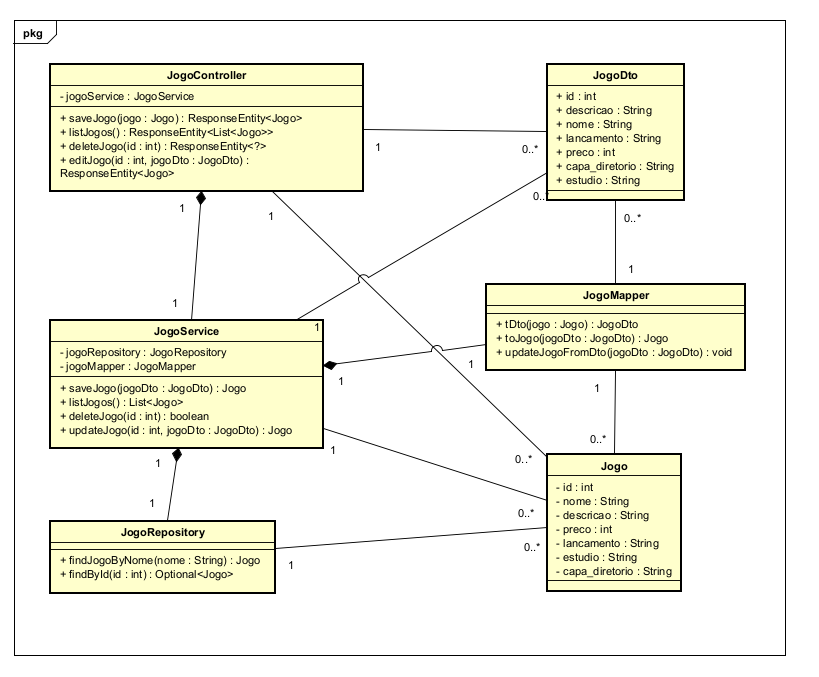 pkg
JogoController
- jogoService : JogoService
+ saveJogo(jogo : Jogo) : ResponseEntity<Jogo>
+ listJogos() : ResponseEntity<List<Jogo>>
+ deleteJogo(id : int) : ResponseEntity<?>
+ editJogo(id : int, jogoDto : JogoDto) :
ResponseEntity<Jogo>
JogoDto
+ id : int
+ descricao : String
+ nome : String
+ lancamento : String
+ preco : int
+ capa_diretorio : String
+ estudio : String
1
0..*
1
1
0..*
0..*
1
1
1
JogoMapper
+ tDto(jogo : Jogo) : JogoDto
+ toJogo(jogoDto : JogoDto) : Jogo
+ updateJogoFromDto(jogoDto : JogoDto) : void
JogoService
- jogoRepository : JogoRepository
- jogoMapper : JogoMapper
+ saveJogo(jogoDto : JogoDto) : Jogo
+ listJogos() : List<Jogo>
+ deleteJogo(id : int) : boolean
+ updateJogo(id : int, jogoDto : JogoDto) : Jogo
1
1
1
0..*
1
0..*
1
1
0..*
Jogo
- id : int
- nome : String
- descricao : String
- preco : int
- lancamento : String
- estudio : String
- capa_diretorio : String
JogoRepository
+ findJogoByNome(nome : String) : Jogo
+ findById(id : int) : Optional<Jogo>
1
0..*